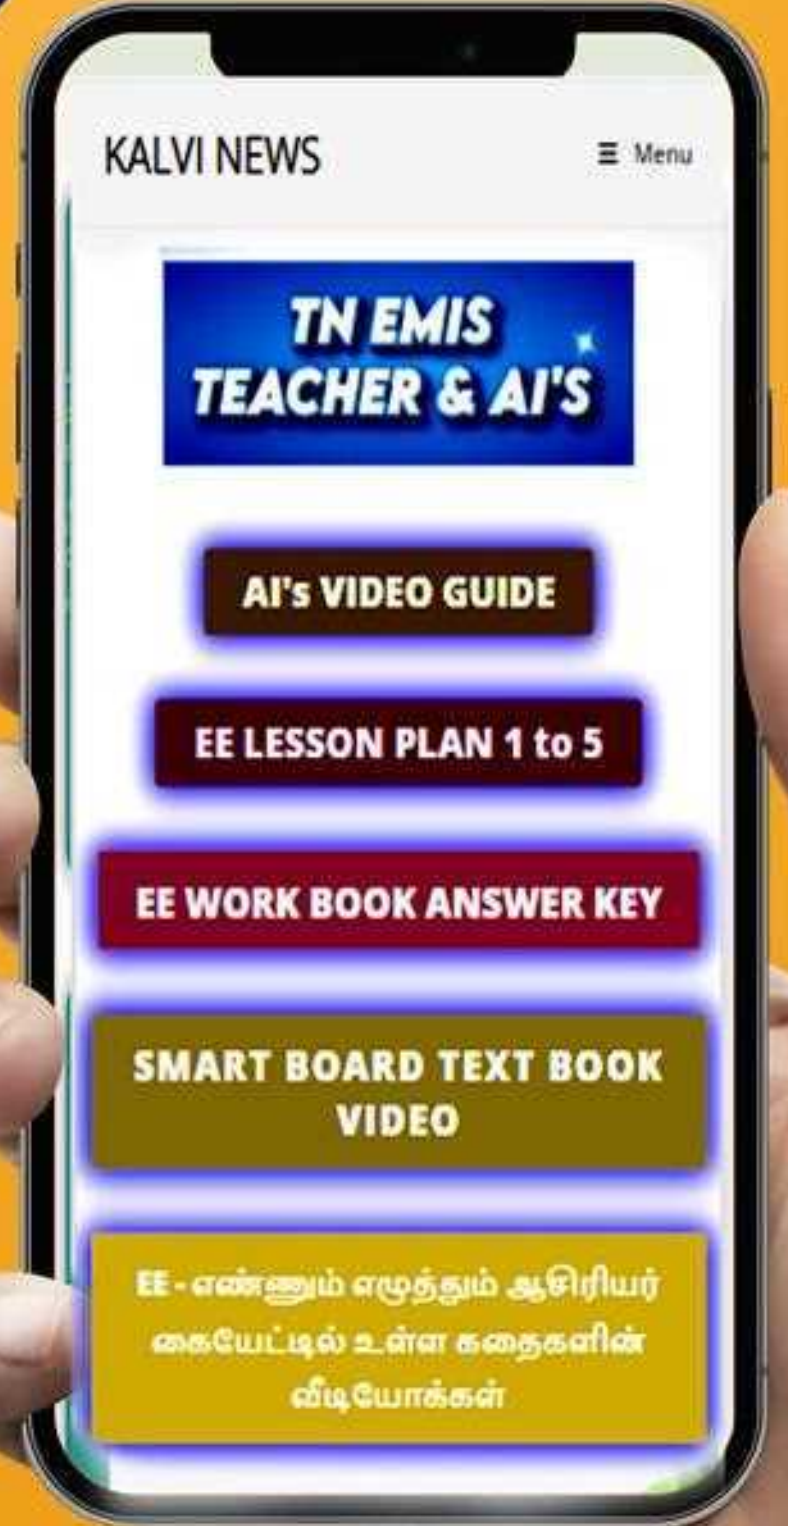 KALVI NEWS
☰ Menu
TN EMIS
TEACHER & AI'S
AI's VIDEO GUIDE
EE LESSON PLAN 1 to 5
EE WORK BOOK ANSWER KEY
SMART BOARD TEXT BOOK
VIDEO
EE - எண்ணும் எழுத்தும் ஆசிரியர்
கையேட்டில் உள்ள கதைகளின்
வீடியோக்கள்